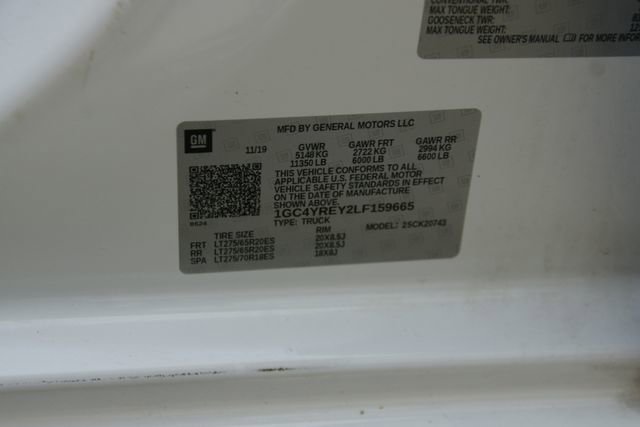 CONVENTIONAL TWR:
MAX TONGUE WEIGHT:
GOOSENECK TWR:
MAX TONGUE WEIGHT:
SEE OWNER'S MANUAL FOR MORE INFOR
GM
MFD BY GENERAL MOTORS LLC
11/19 GVWR GAWR FRT GAWR RR
5148 KG 2722 KG 2994 KG
11350 LB 6000 LB 6600 LB
THIS VEHICLE CONFORMS TO ALL
APPLICABLE U.S. FEDERAL MOTOR
VEHICLE SAFETY STANDARDS IN EFFECT
ON THE DATE OF MANUFACTURE
SHOWN ABOVE.
1GC4YREY2LF159665
TYPE: TRUCK MODEL: 2SCK20743
TIRE SIZE RIM
FRT LT275/65R20ES 20X8.5J
RR LT275/65R20ES 20X8.5J
SPA LT275/70R18ES 18X8J